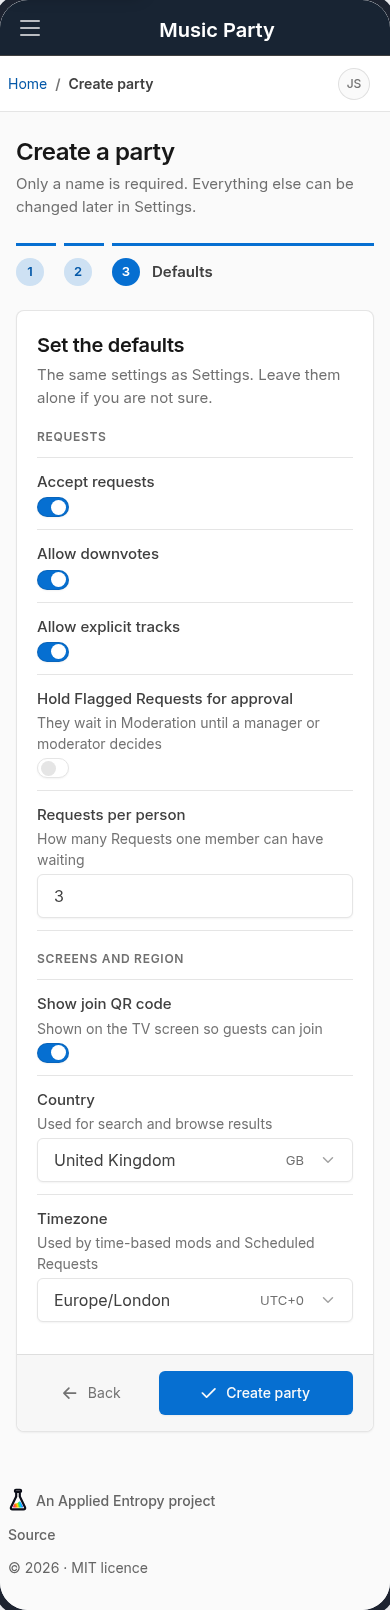 Music Party
Home / Create party
JS
Create a party
Only a name is required. Everything else can be
changed later in Settings.
1 2 3 Defaults
Set the defaults
The same settings as Settings. Leave them
alone if you are not sure.
REQUESTS
Accept requests
Allow downvotes
Allow explicit tracks
Hold Flagged Requests for approval
They wait in Moderation until a manager or
moderator decides
Requests per person
How many Requests one member can have
waiting
3
SCREENS AND REGION
Show join QR code
Shown on the TV screen so guests can join
Country
Used for search and browse results
United Kingdom GB
Timezone
Used by time-based mods and Scheduled
Requests
Europe/London UTC+0
Back Create party
An Applied Entropy project
Source
© 2026 · MIT licence